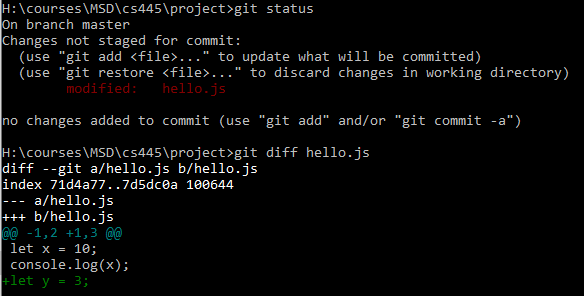 H:\courses\MSD\cs445\project>git status
On branch master
Changes not staged for commit:
  (use "git add <file>..." to update what will be committed)
  (use "git restore <file>..." to discard changes in working directory)
        modified:   hello.js

no changes added to commit (use "git add" and/or "git commit -a")

H:\courses\MSD\cs445\project>git diff hello.js
diff --git a/hello.js b/hello.js
index 71d4a77..7d5dc0a 100644
--- a/hello.js
+++ b/hello.js
@@ -1,2 +1,3 @@
 let x = 10;
 console.log(x);
+let y = 3;